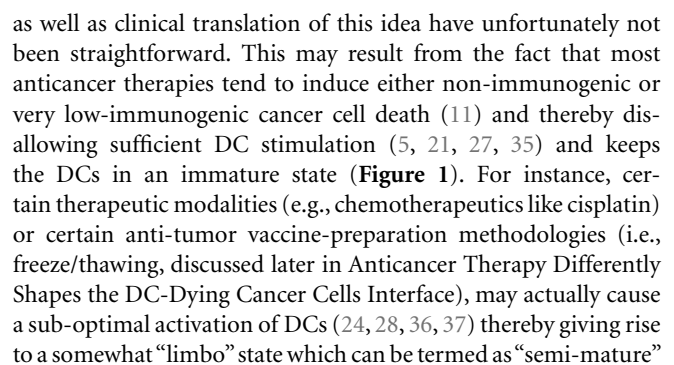 as well as clinical translation of this idea have unfortunately not
been straightforward. This may result from the fact that most
anticancer therapies tend to induce either non-immunogenic or
very low-immunogenic cancer cell death (11) and thereby dis-
allowing sufficient DC stimulation (5, 21, 27, 35) and keeps
the DCs in an immature state (Figure 1). For instance, cer-
tain therapeutic modalities (e.g., chemotherapeutics like cisplatin)
or certain anti-tumor vaccine-preparation methodologies (i.e.,
freeze/thawing, discussed later in Anticancer Therapy Differently
Shapes the DC-Dying Cancer Cells Interface), may actually cause
a sub-optimal activation of DCs (24, 28, 36, 37) thereby giving rise
to a somewhat “limbo” state which can be termed as “semi-mature”